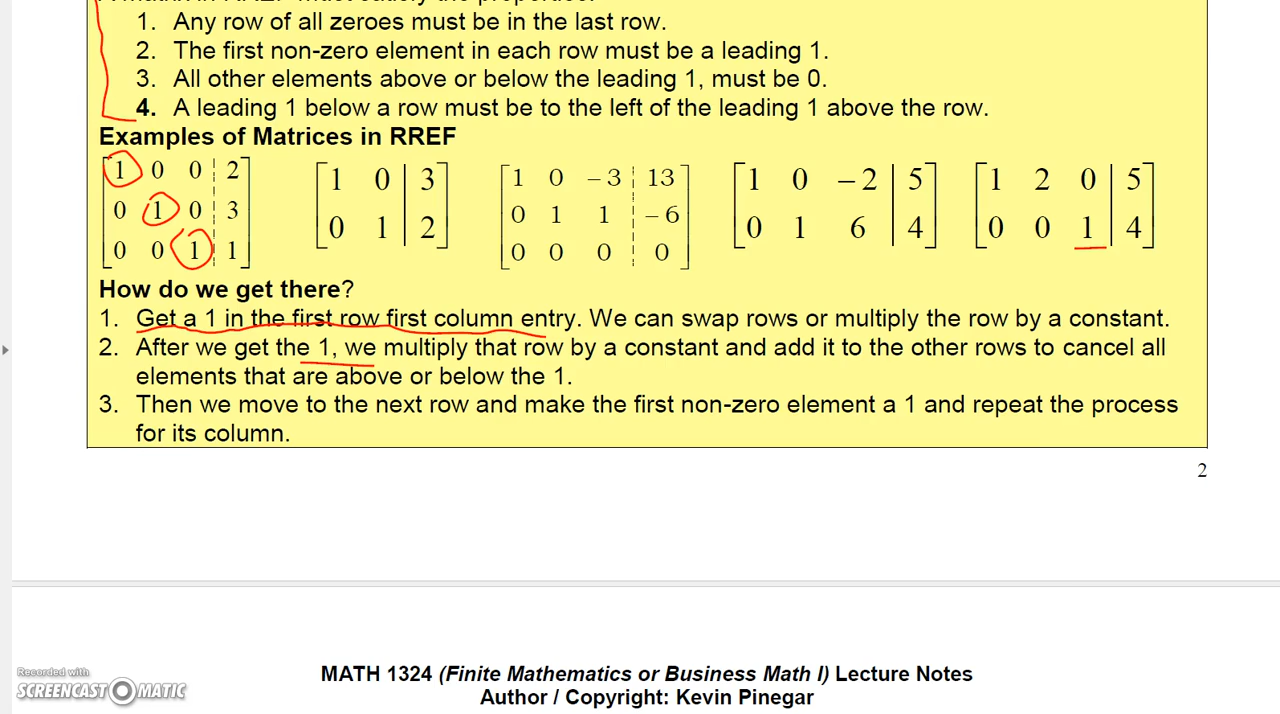 A matrix in RREF must satisfy the properties:
1. Any row of all zeroes must be in the last row.
2. The first non-zero element in each row must be a leading 1.
3. All other elements above or below the leading 1, must be 0.
4. A leading 1 below a row must be to the left of the leading 1 above the row.
Examples of Matrices in RREF
1 0 0 2
0 1 0 3
0 0 1 1
1 0 3
0 1 2
1 0 −3 13
0 1 1 −6
0 0 0 0
1 0 −2 5
0 1 6 4
1 2 0 5
0 0 1 4
How do we get there?
1. Get a 1 in the first row first column entry. We can swap rows or multiply the row by a constant.
2. After we get the 1, we multiply that row by a constant and add it to the other rows to cancel all
elements that are above or below the 1.
3. Then we move to the next row and make the first non-zero element a 1 and repeat the process
for its column.
2
Recorded with
SCREENCAST-O-MATIC
MATH 1324 (Finite Mathematics or Business Math I) Lecture Notes
Author / Copyright: Kevin Pinegar